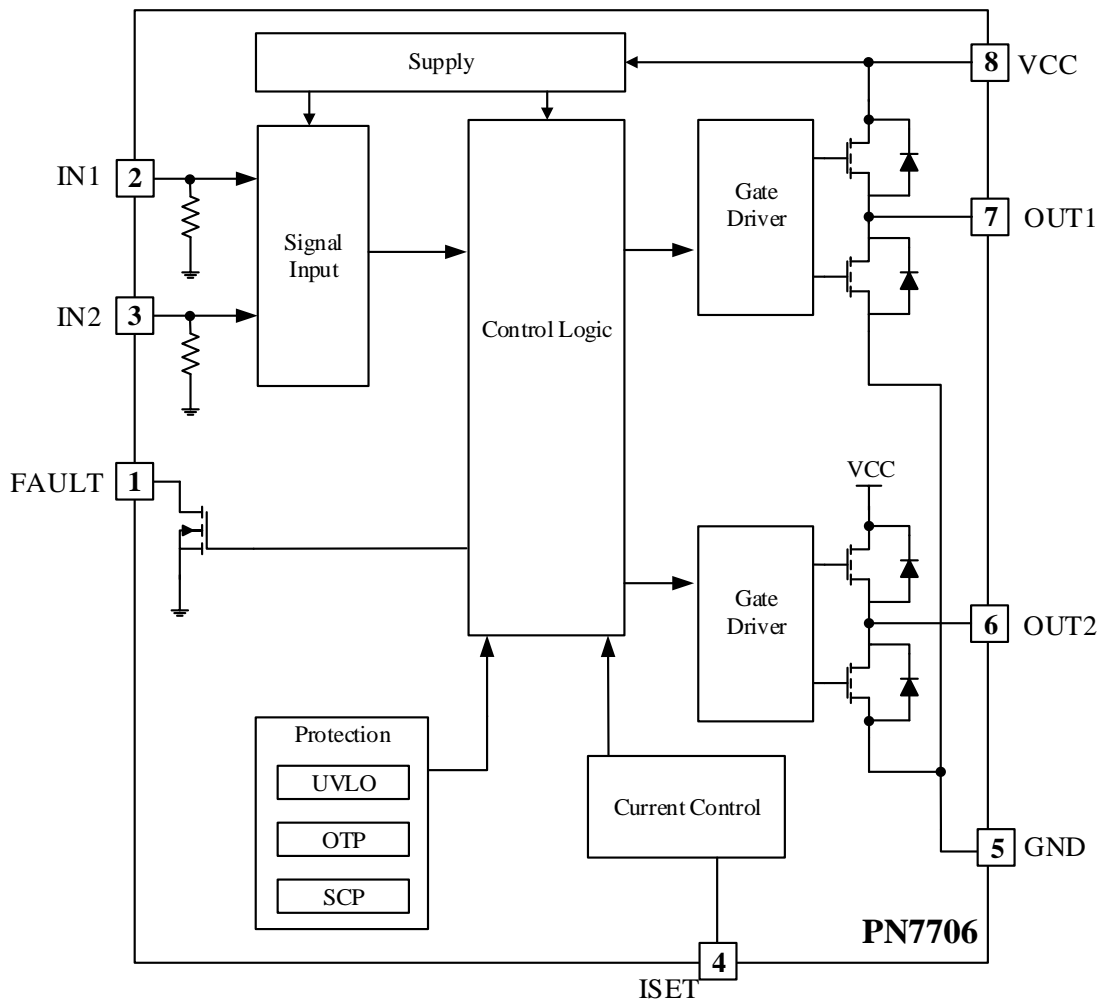 Supply
8 VCC
IN1 2
Signal
Input
Gate
Driver
7 OUT1
IN2 3
Control Logic
FAULT 1
VCC
Gate
Driver
6 OUT2
Protection
UVLO
OTP
SCP
Current Control
5 GND
PN7706
4
ISET